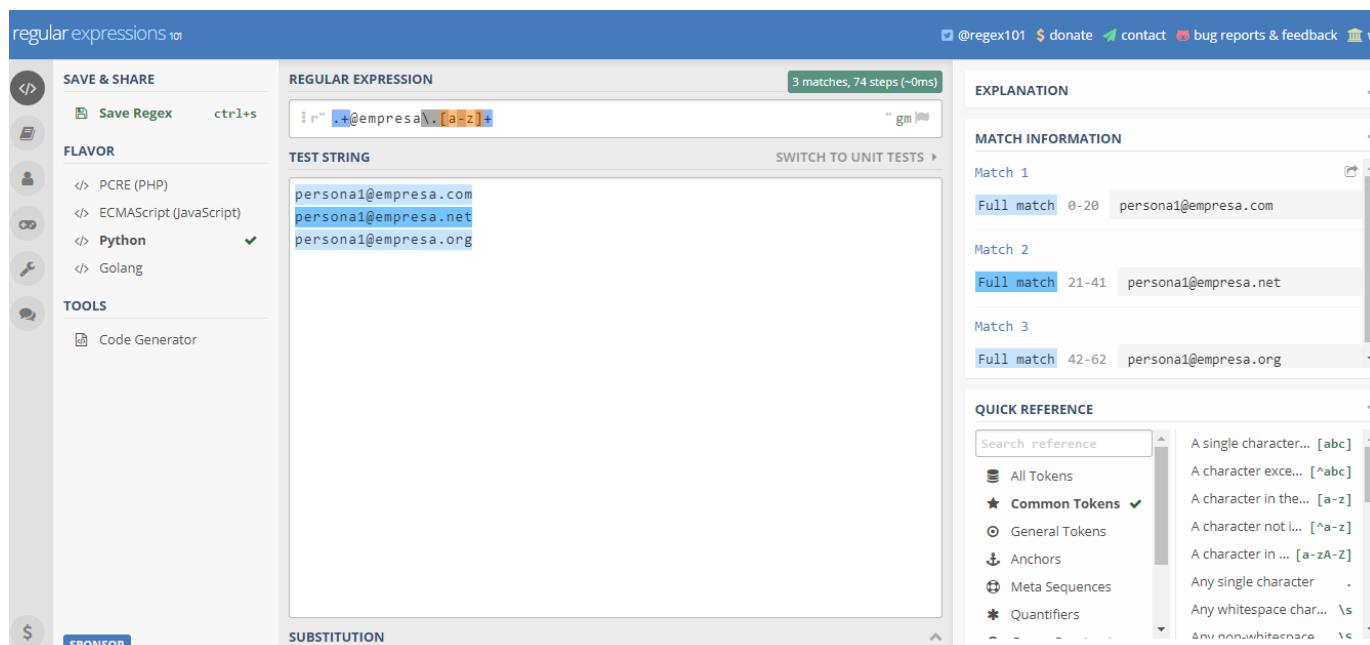 regular expressions 101
@regex101 $ donate contact bug reports & feedback
SAVE & SHARE
Save Regex ctrl+s
FLAVOR
</> PCRE (PHP)
</> ECMAScript (JavaScript)
</> Python
</> Golang
TOOLS
Code Generator
SPONSOR
REGULAR EXPRESSION
3 matches, 74 steps (~0ms)
r" .+@empresa\.[a-z]+ " gm
TEST STRING
SWITCH TO UNIT TESTS
persona1@empresa.com
persona1@empresa.net
persona1@empresa.org
SUBSTITUTION
EXPLANATION
MATCH INFORMATION
Match 1
Full match 0-20 persona1@empresa.com
Match 2
Full match 21-41 persona1@empresa.net
Match 3
Full match 42-62 persona1@empresa.org
QUICK REFERENCE
Search reference
All Tokens
Common Tokens
General Tokens
Anchors
Meta Sequences
Quantifiers
A single character... [abc]
A character exce... [^abc]
A character in the... [a-z]
A character not i... [^a-z]
A character in ... [a-zA-Z]
Any single character .
Any whitespace char... \s
Any non-whitespace \S